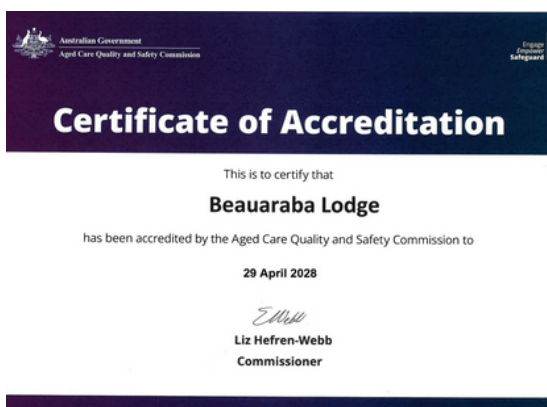 Australian Government
Aged Care Quality and Safety Commission
Engage
Empower
Safeguard
Certificate of Accreditation
This is to certify that
Beauaraba Lodge
has been accredited by the Aged Care Quality and Safety Commission to
29 April 2028
EWebb
Liz Hefren-Webb
Commissioner